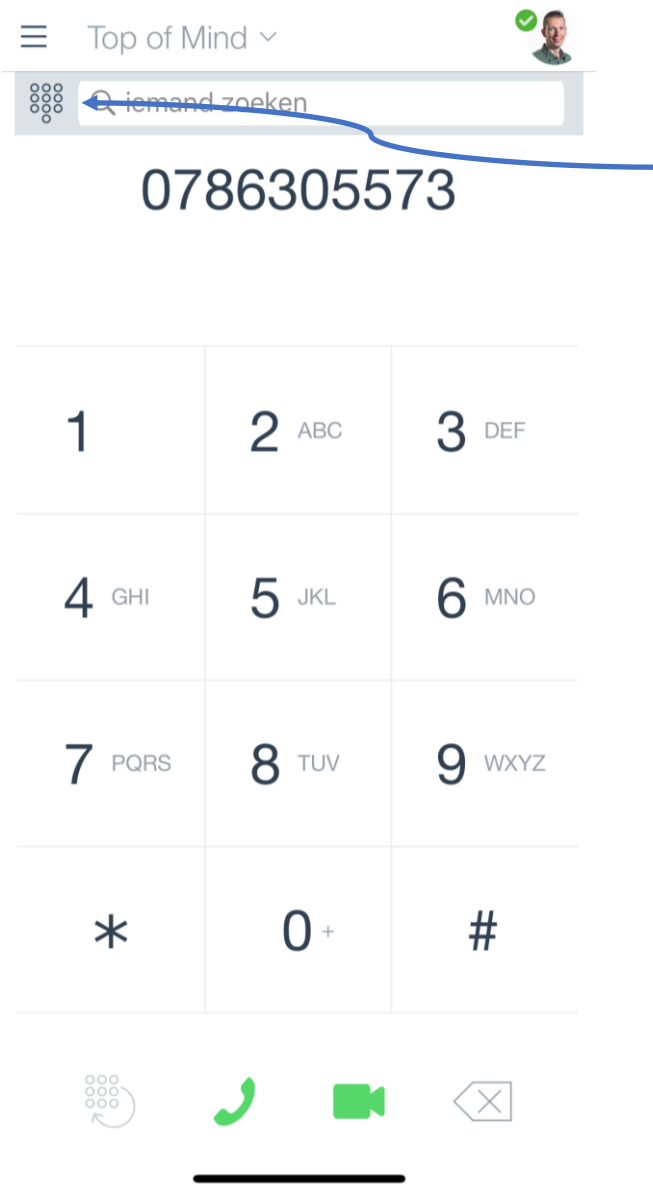 Top of Mind
iemand zoeken
0786305573
1 2 ABC 3 DEF
4 GHI 5 JKL 6 MNO
7 PQRS 8 TUV 9 WXYZ
* 0 + #